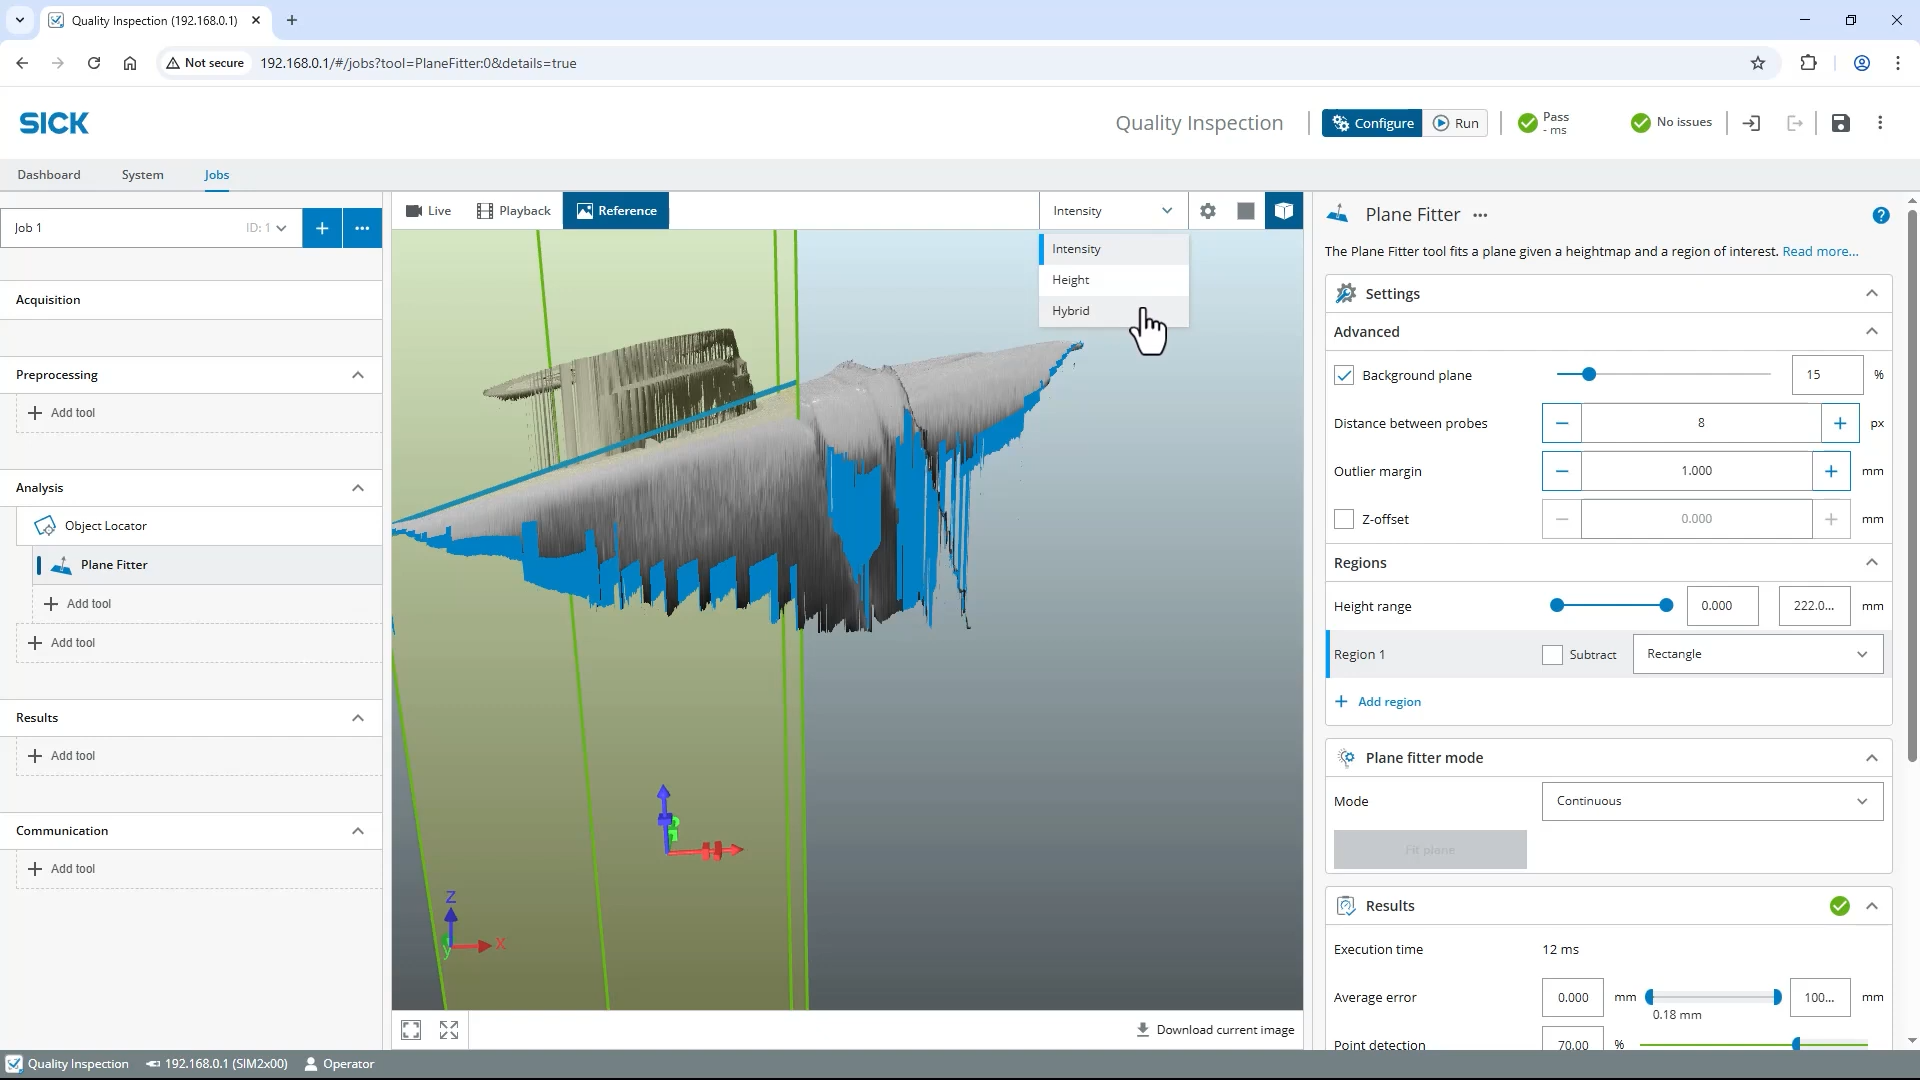 Quality Inspection (192.168.0.1)
Not secure
192.168.0.1/#/jobs?tool=PlaneFitter:0&details=true
SICK
Quality Inspection
Configure
Run
Pass
- ms
No issues
Dashboard
System
Jobs
Job 1
ID: 1
Acquisition
Preprocessing
Add tool
Analysis
Object Locator
Plane Fitter
Add tool
Add tool
Results
Add tool
Communication
Add tool
Live
Playback
Reference
Intensity
Intensity
Height
Hybrid
Z
X
y
Download current image
Plane Fitter
The Plane Fitter tool fits a plane given a heightmap and a region of interest. Read more...
Settings
Advanced
Background plane
15
%
Distance between probes
8
px
Outlier margin
1.000
mm
Z-offset
0.000
mm
Regions
Height range
0.000
222.0...
mm
Region 1
Subtract
Rectangle
Add region
Plane fitter mode
Mode
Continuous
Fit plane
Results
Execution time
12 ms
Average error
0.000
mm
100...
mm
0.18 mm
Point detection
70.00
%
Quality Inspection
192.168.0.1 (SIM2x00)
Operator